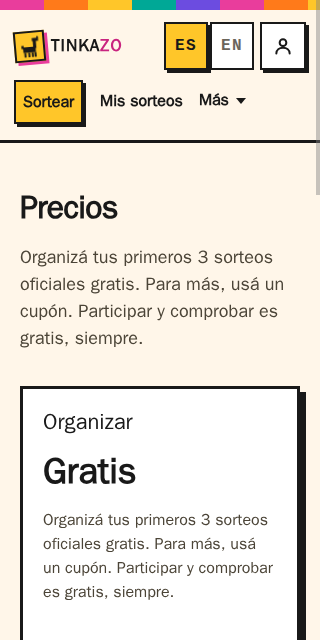 TINKAZO
ES
EN
Sortear
Mis sorteos
Más
Precios
Organizá tus primeros 3 sorteos
oficiales gratis. Para más, usá un
cupón. Participar y comprobar es
gratis, siempre.
Organizar
Gratis
Organizá tus primeros 3 sorteos
oficiales gratis. Para más, usá
un cupón. Participar y comprobar
es gratis, siempre.